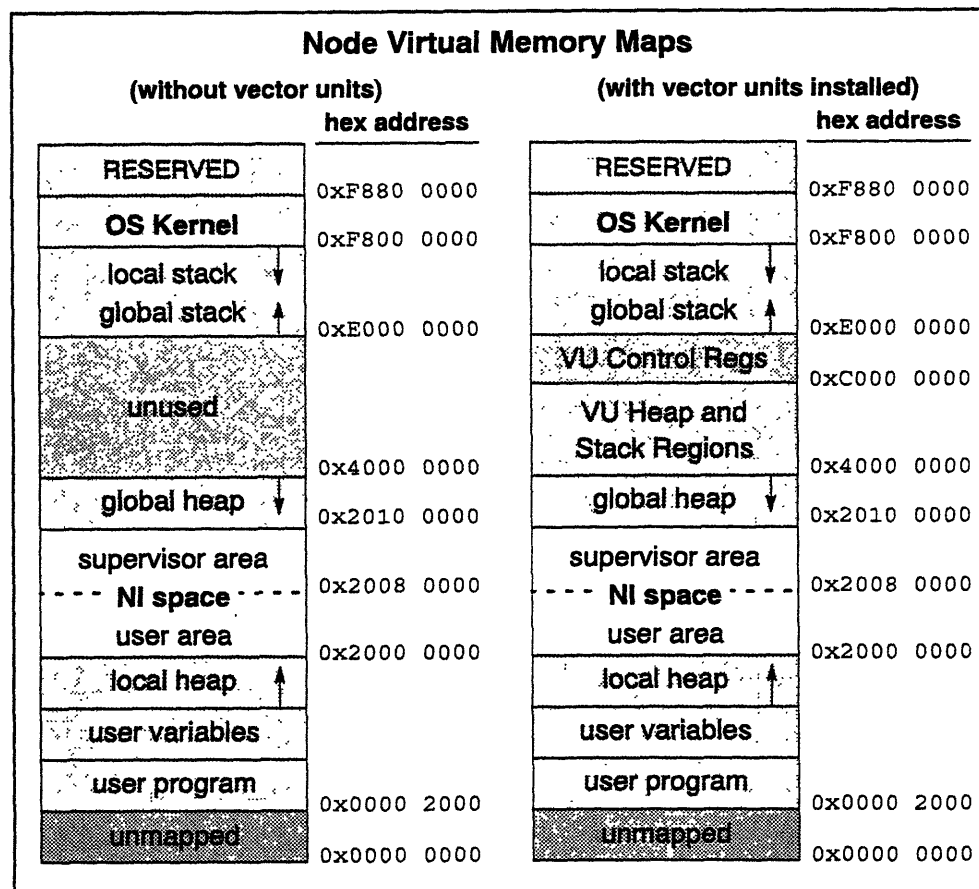 Node Virtual Memory Maps
(without vector units)
hex address
RESERVED
0xF880 0000
OS Kernel
0xF800 0000
local stack
global stack
0xE000 0000
unused
0x4000 0000
global heap
0x2010 0000
supervisor area
0x2008 0000
NI space
user area
0x2000 0000
local heap
user variables
user program
0x0000 2000
unmapped
0x0000 0000
(with vector units installed)
hex address
RESERVED
0xF880 0000
OS Kernel
0xF800 0000
local stack
global stack
0xE000 0000
VU Control Regs
0xC000 0000
VU Heap and
Stack Regions
0x4000 0000
global heap
0x2010 0000
supervisor area
0x2008 0000
NI space
user area
0x2000 0000
local heap
user variables
user program
0x0000 2000
unmapped
0x0000 0000